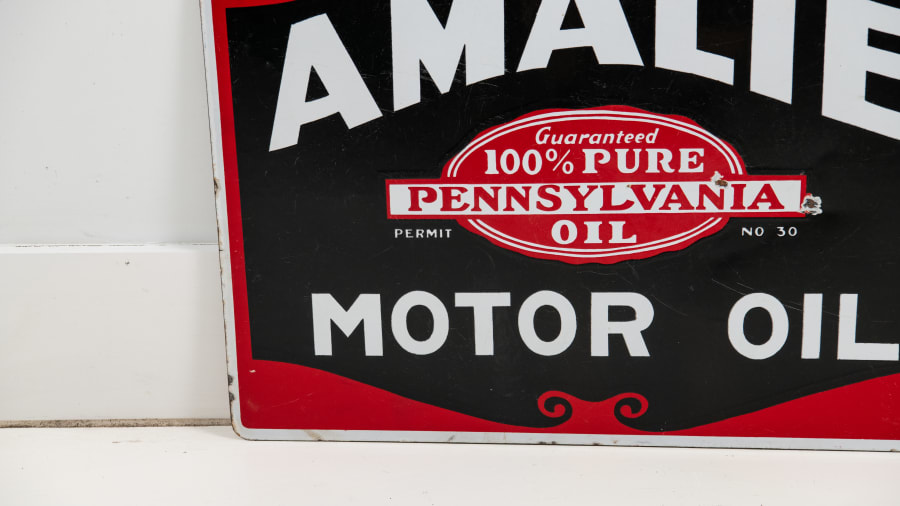 AMALIE
Guaranteed
100% PURE
PENNSYLVANIA
OIL
PERMIT NO 30
MOTOR OIL